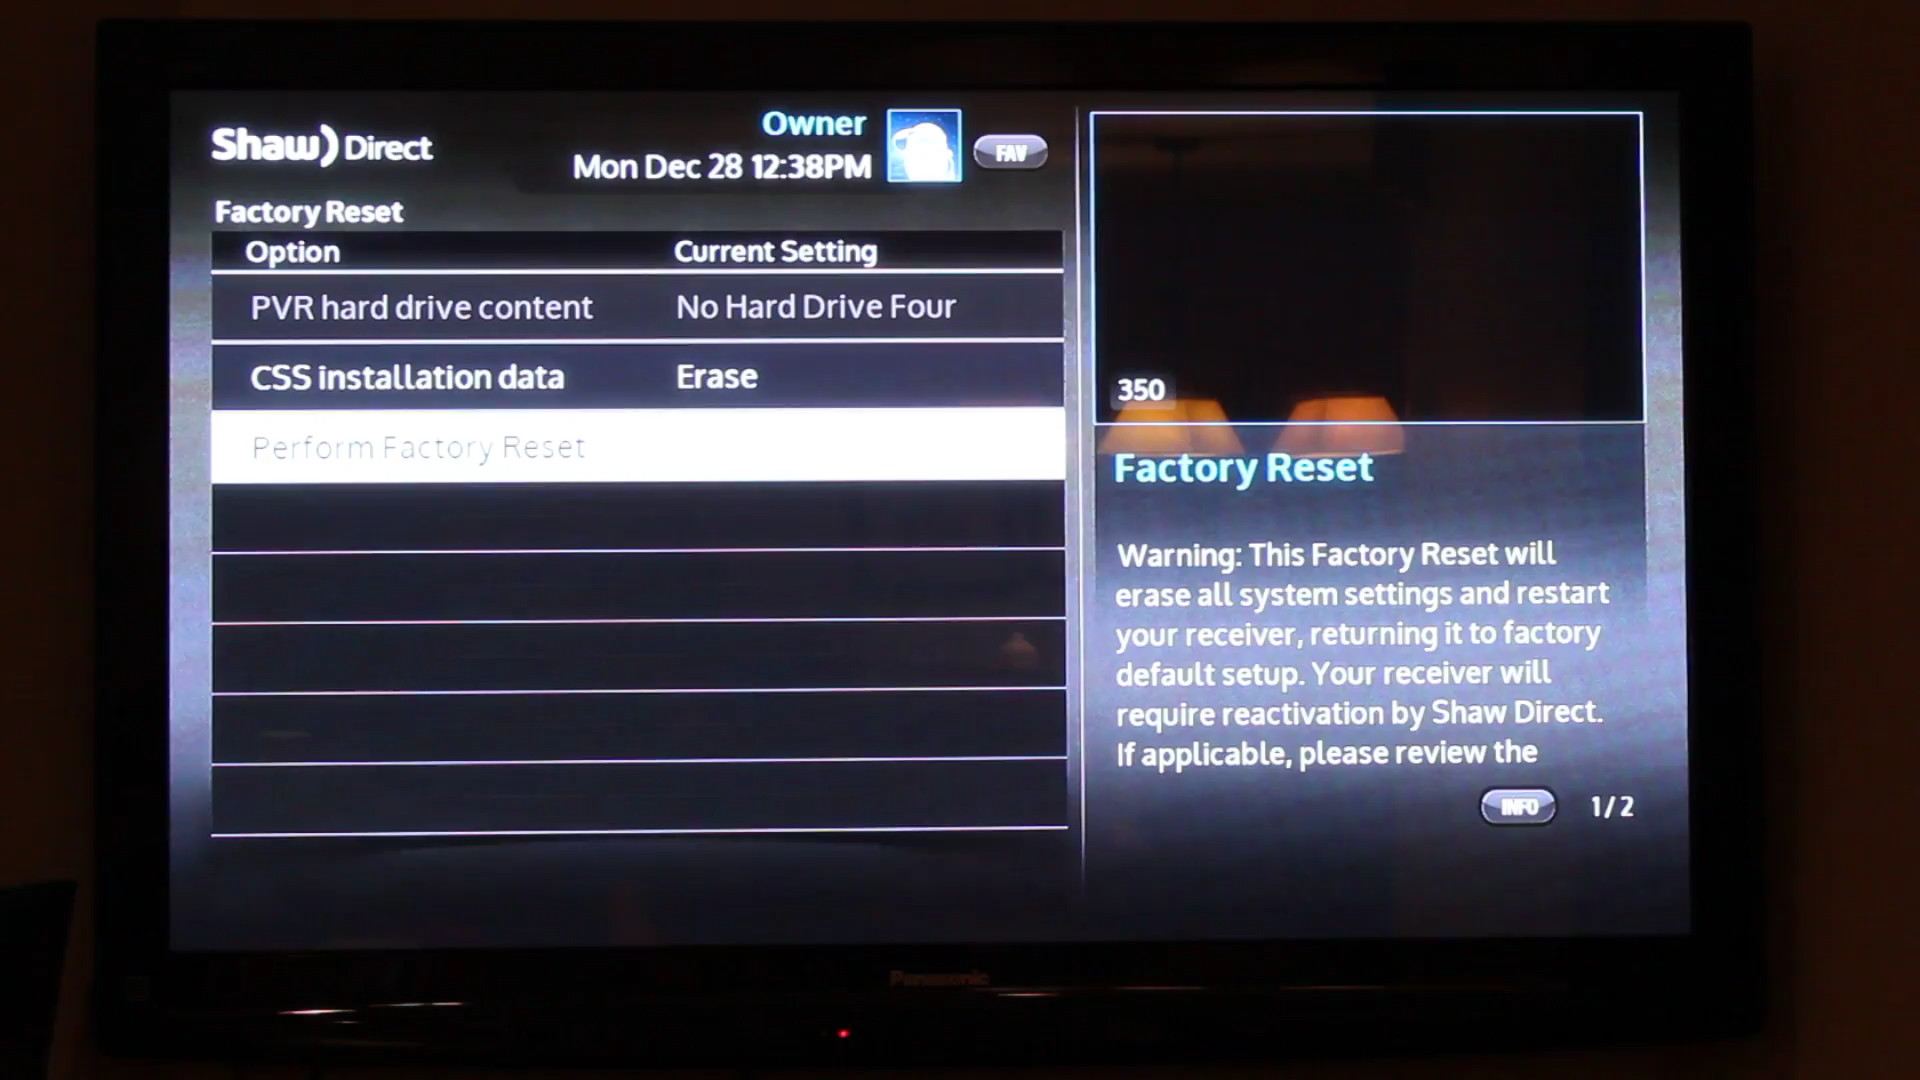 Shaw) Direct
Owner
Mon Dec 28 12:38PM
FAV
Factory Reset
Option Current Setting
PVR hard drive content No Hard Drive Four
CSS installation data Erase
Perform Factory Reset
350
Factory Reset
Warning: This Factory Reset will
erase all system settings and restart
your receiver, returning it to factory
default setup. Your receiver will
require reactivation by Shaw Direct.
If applicable, please review the
INFO 1/2
Panasonic